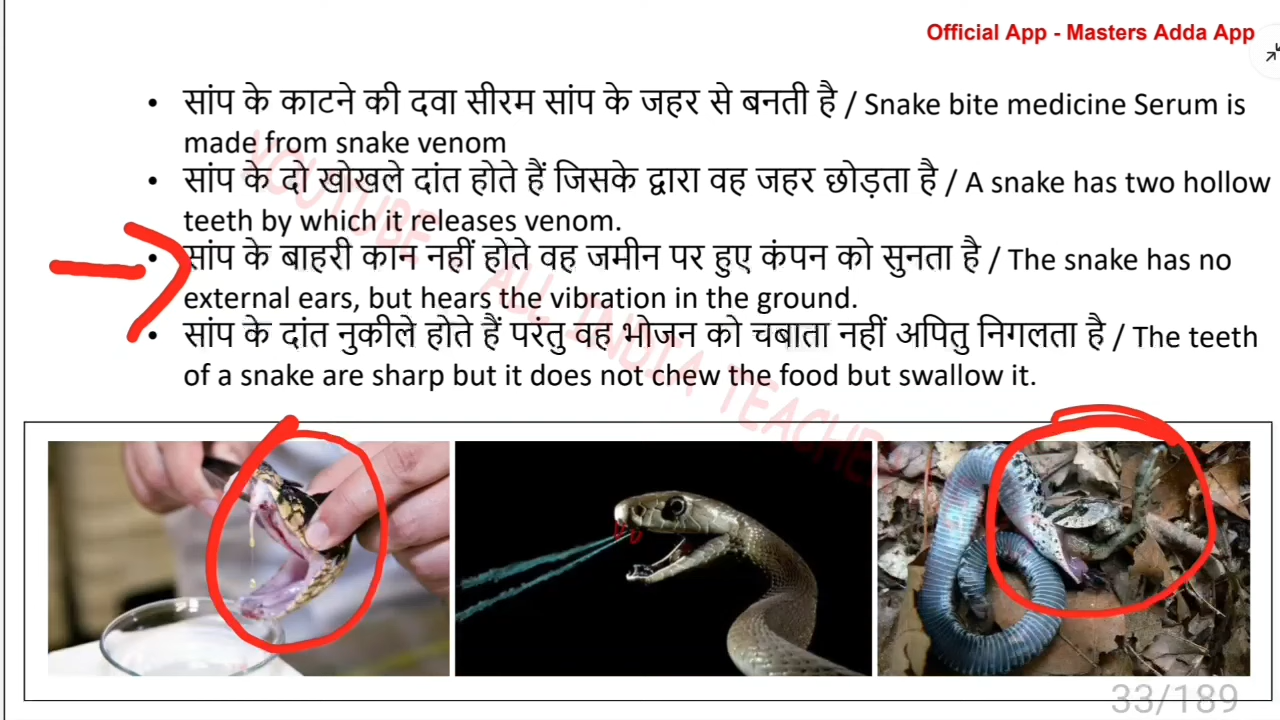 Official App - Masters Adda App
• सांप के काटने की दवा सीरम सांप के जहर से बनती है / Snake bite medicine Serum is
made from snake venom
• सांप के दो खोखले दांत होते हैं जिसके द्वारा वह जहर छोड़ता है / A snake has two hollow
teeth by which it releases venom.
• सांप के बाहरी कान नहीं होते वह जमीन पर हुए कंपन को सुनता है / The snake has no
external ears, but hears the vibration in the ground.
• सांप के दांत नुकीले होते हैं परंतु वह भोजन को चबाता नहीं अपितु निगलता है / The teeth
of a snake are sharp but it does not chew the food but swallow it.
YOUTUBE - ALL INDIA TEACHE
33/189